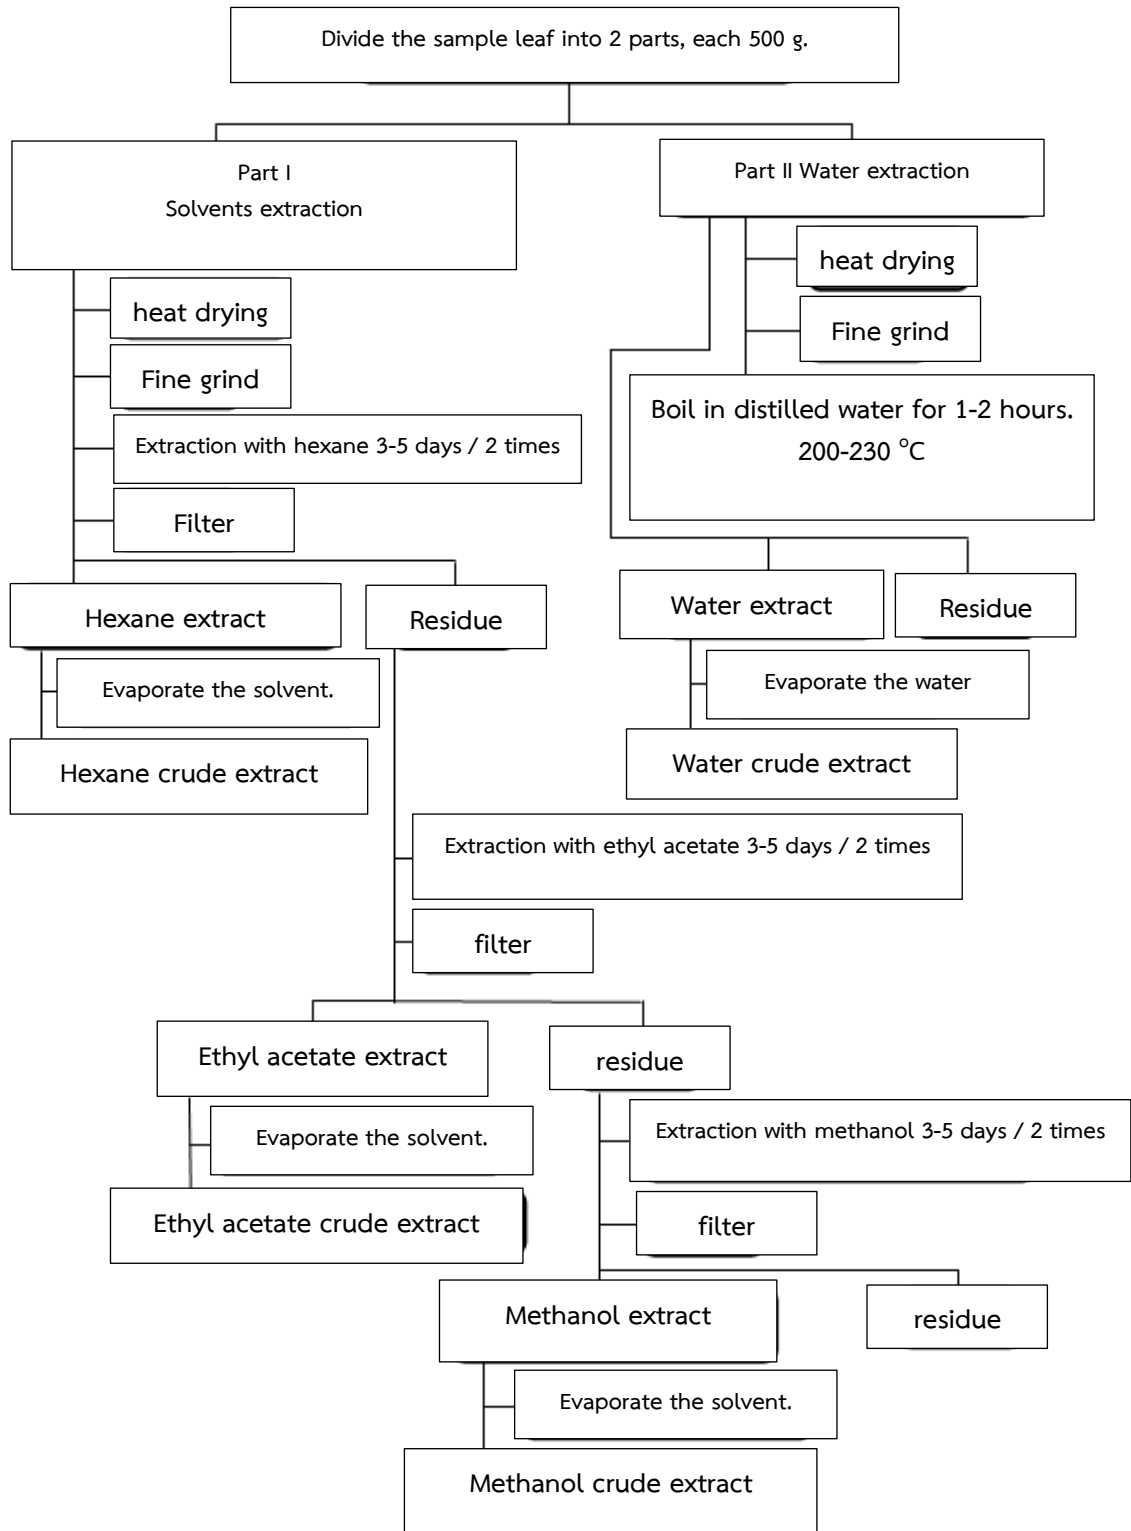 Divide the sample leaf into 2 parts, each 500 g.
Part I
Solvents extraction
heat drying
Fine grind
Extraction with hexane 3-5 days / 2 times
Filter
Hexane extract
Residue
Evaporate the solvent.
Hexane crude extract
Part II Water extraction
heat drying
Fine grind
Boil in distilled water for 1-2 hours.
200-230 °C
Water extract
Residue
Evaporate the water
Water crude extract
Extraction with ethyl acetate 3-5 days / 2 times
filter
Ethyl acetate extract
residue
Evaporate the solvent.
Ethyl acetate crude extract
Extraction with methanol 3-5 days / 2 times
filter
Methanol extract
residue
Evaporate the solvent.
Methanol crude extract